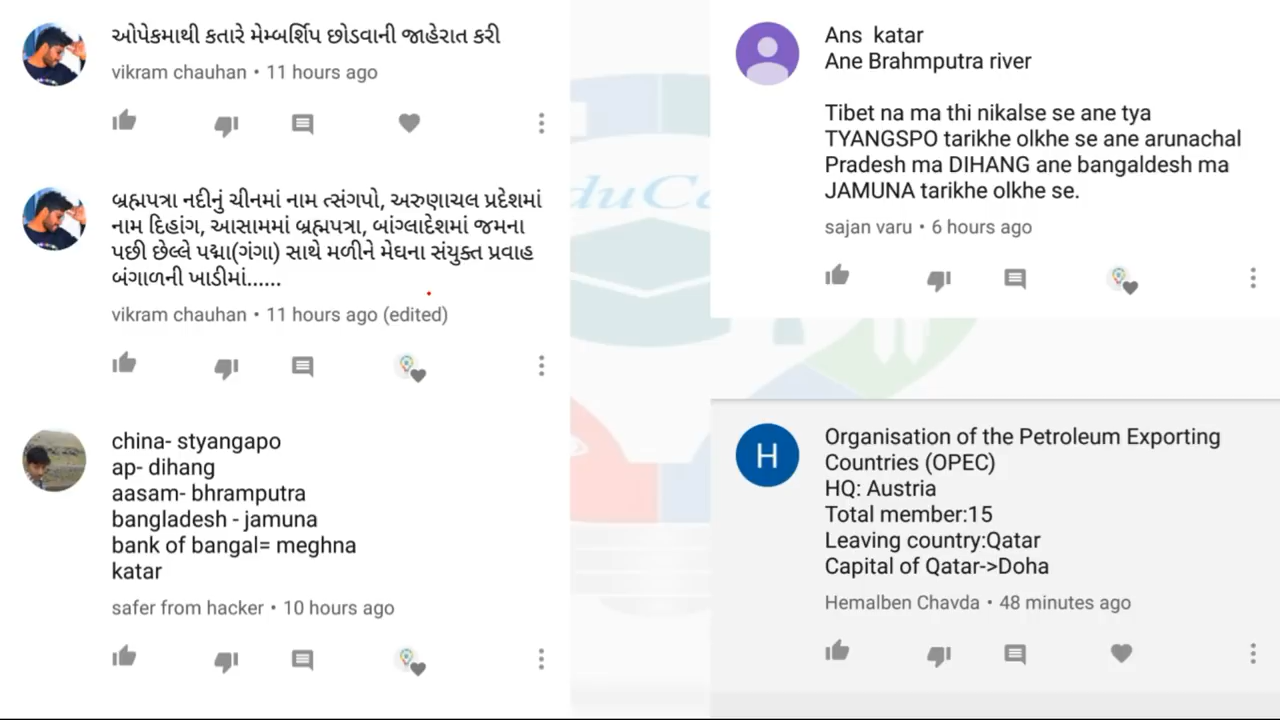 ઓપેકમાથી કતારે મેમ્બર્શિપ છોડવાની જાહેરાત કરી
vikram chauhan • 11 hours ago
બ્રહ્મપત્રા નદીનું ચીનમાં નામ ત્સંગપો, અરુણાચલ પ્રદેશમાં
નામ દિહાંગ, આસામમાં બ્રહ્મપત્રા, બાંગ્લાદેશમાં જમના
પછી છેલ્લે પદ્મા(ગંગા) સાથે મળીને મેઘના સંયુક્ત પ્રવાહ
બંગાળની ખાડીમાં......
vikram chauhan • 11 hours ago (edited)
china- styangapo
ap- dihang
aasam- bhramputra
bangladesh - jamuna
bank of bangal= meghna
katar
safer from hacker • 10 hours ago
Ans katar
Ane Brahmputra river
Tibet na ma thi nikalse se ane tya
TYANGSPO tarikhe olkhe se ane arunachal
Pradesh ma DIHANG ane bangaldesh ma
JAMUNA tarikhe olkhe se.
sajan varu • 6 hours ago
H
Organisation of the Petroleum Exporting
Countries (OPEC)
HQ: Austria
Total member:15
Leaving country:Qatar
Capital of Qatar->Doha
Hemalben Chavda • 48 minutes ago